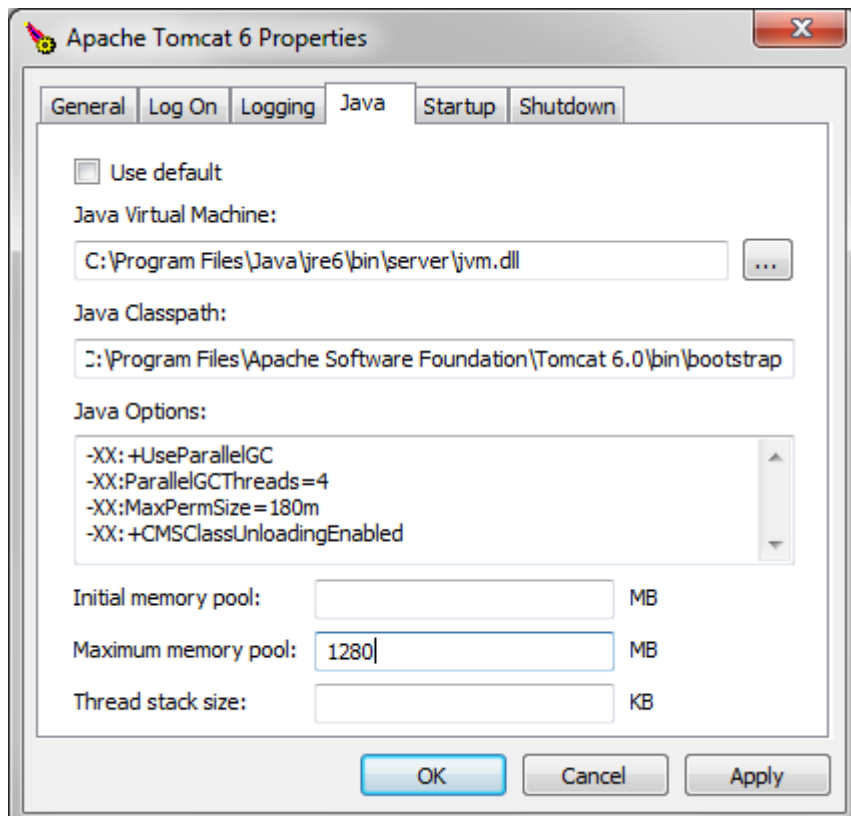 Apache Tomcat 6 Properties
General Log On Logging Java Startup Shutdown
Use default
Java Virtual Machine:
C:\Program Files\Java\jre6\bin\server\jvm.dll
...
Java Classpath:
C:\Program Files\Apache Software Foundation\Tomcat 6.0\bin\bootstrap
Java Options:
-XX:+UseParallelGC
-XX:ParallelGCThreads=4
-XX:MaxPermSize=180m
-XX:+CMSClassUnloadingEnabled
Initial memory pool: MB
Maximum memory pool: 1280 MB
Thread stack size: KB
OK Cancel Apply